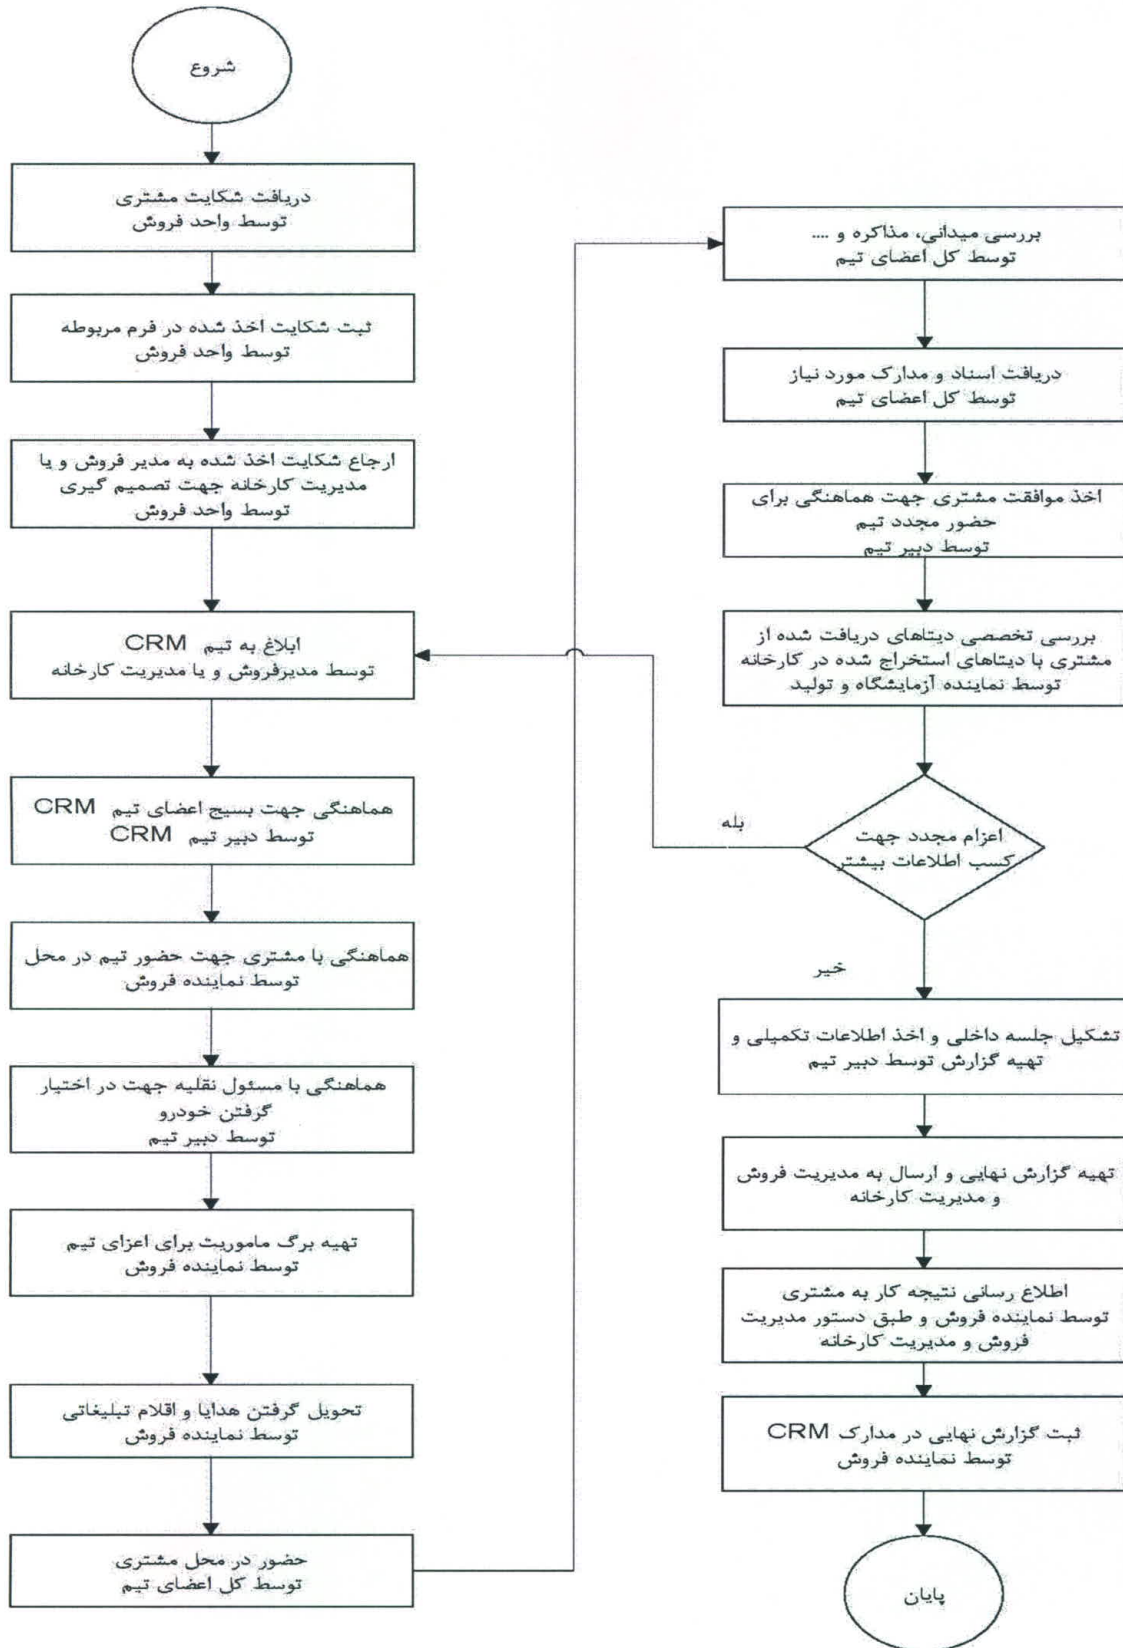 شروع
دریافت شکایت مشتری
توسط واحد فروش
ثبت شکایت اخذ شده در فرم مربوطه
توسط واحد فروش
ارجاع شکایت اخذ شده به مدیر فروش و یا
مدیریت کارخانه جهت تصمیم گیری
توسط واحد فروش
ابلاغ به تیم CRM
توسط مدیرفروش و یا مدیریت کارخانه
هماهنگی جهت بسیج اعضای تیم CRM
توسط دبیر تیم CRM
هماهنگی با مشتری جهت حضور تیم در محل
توسط نماینده فروش
هماهنگی با مسئول نقلیه جهت در اختیار
گرفتن خودرو
توسط دبیر تیم
تهیه برگ ماموریت برای اعزای تیم
توسط نماینده فروش
تحویل گرفتن هدایا و اقلام تبلیغاتی
توسط نماینده فروش
حضور در محل مشتری
توسط کل اعضای تیم
بررسی میدانی، مذاکره و ....
توسط کل اعضای تیم
دریافت اسناد و مدارک مورد نیاز
توسط کل اعضای تیم
اخذ موافقت مشتری جهت هماهنگی برای
حضور مجدد تیم
توسط دبیر تیم
بررسی تخصصی دیتاهای دریافت شده از
مشتری با دیتاهای استخراج شده در کارخانه
توسط نماینده آزمایشگاه و تولید
اعزام مجدد جهت
کسب اطلاعات بیشتر
بله
خیر
تشکیل جلسه داخلی و اخذ اطلاعات تکمیلی و
تهیه گزارش توسط دبیر تیم
تهیه گزارش نهایی و ارسال به مدیریت فروش
و مدیریت کارخانه
اطلاع رسانی نتیجه کار به مشتری
توسط نماینده فروش و طبق دستور مدیریت
فروش و مدیریت کارخانه
ثبت گزارش نهایی در مدارک CRM
توسط نماینده فروش
پایان